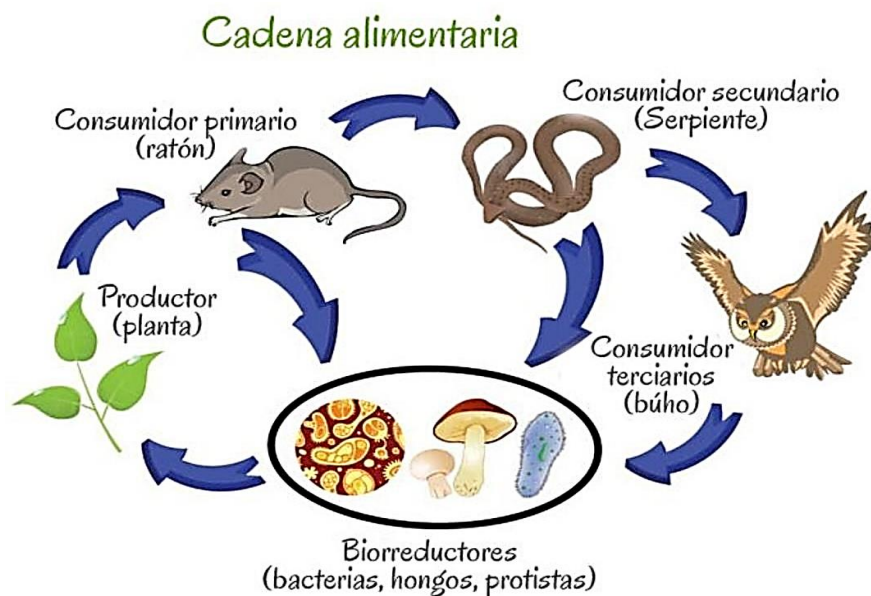 Cadena alimentaria
Consumidor primario
(ratón)
Consumidor secundario
(Serpiente)
Productor
(planta)
Consumidor
terciarios
(búho)
Biorreductores
(bacterias, hongos, protistas)